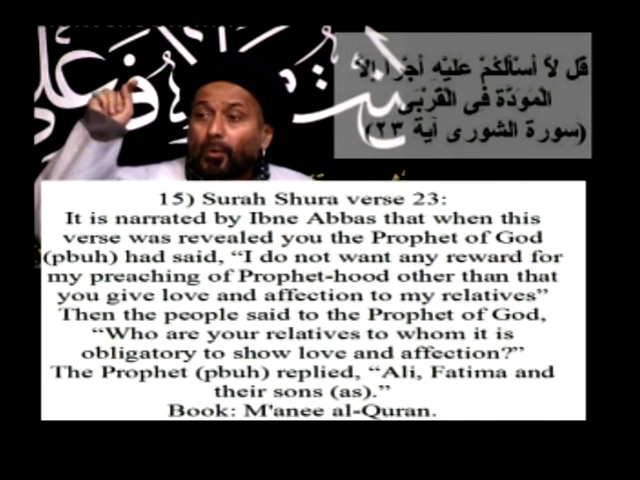 قُل لاَّ أَسْأَلُكُمْ عَلَيْهِ أَجْرًا إِلاَّ
الْمَوَدَّةَ فِي الْقُرْبَى
(سورة الشورى آية ٢٣)
15) Surah Shura verse 23:
It is narrated by Ibne Abbas that when this
verse was revealed you the Prophet of God
(pbuh) had said, “I do not want any reward for
my preaching of Prophet-hood other than that
you give love and affection to my relatives”
Then the people said to the Prophet of God,
“Who are your relatives to whom it is
obligatory to show love and affection?”
The Prophet (pbuh) replied, “Ali, Fatima and
their sons (as).”
Book: M'anee al-Quran.